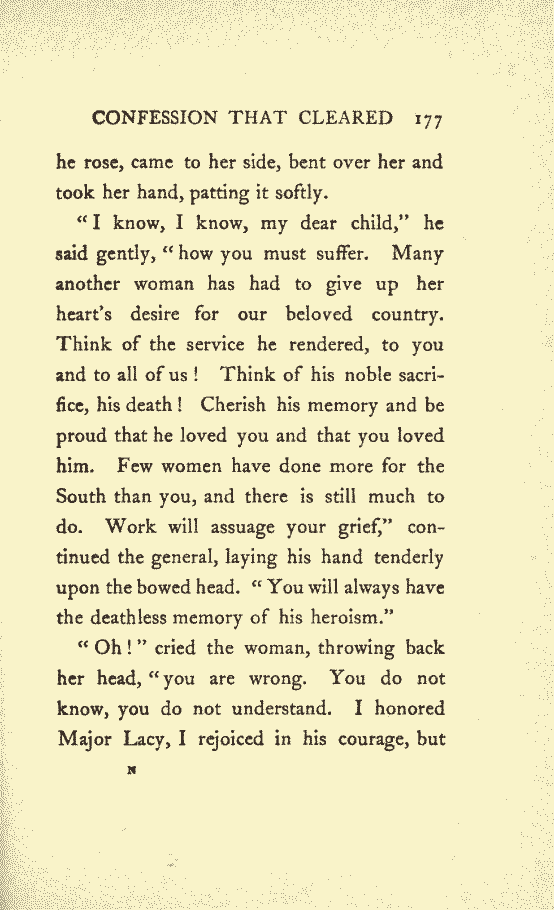 CONFESSION THAT CLEARED 177
he rose, came to her side, bent over her and
took her hand, patting it softly.
“I know, I know, my dear child,” he
said gently, “how you must suffer. Many
another woman has had to give up her
heart's desire for our beloved country.
Think of the service he rendered, to you
and to all of us! Think of his noble sacri-
fice, his death! Cherish his memory and be
proud that he loved you and that you loved
him. Few women have done more for the
South than you, and there is still much to
do. Work will assuage your grief,” con-
tinued the general, laying his hand tenderly
upon the bowed head. “You will always have
the deathless memory of his heroism.”
“Oh!” cried the woman, throwing back
her head, “you are wrong. You do not
know, you do not understand. I honored
Major Lacy, I rejoiced in his courage, but
N